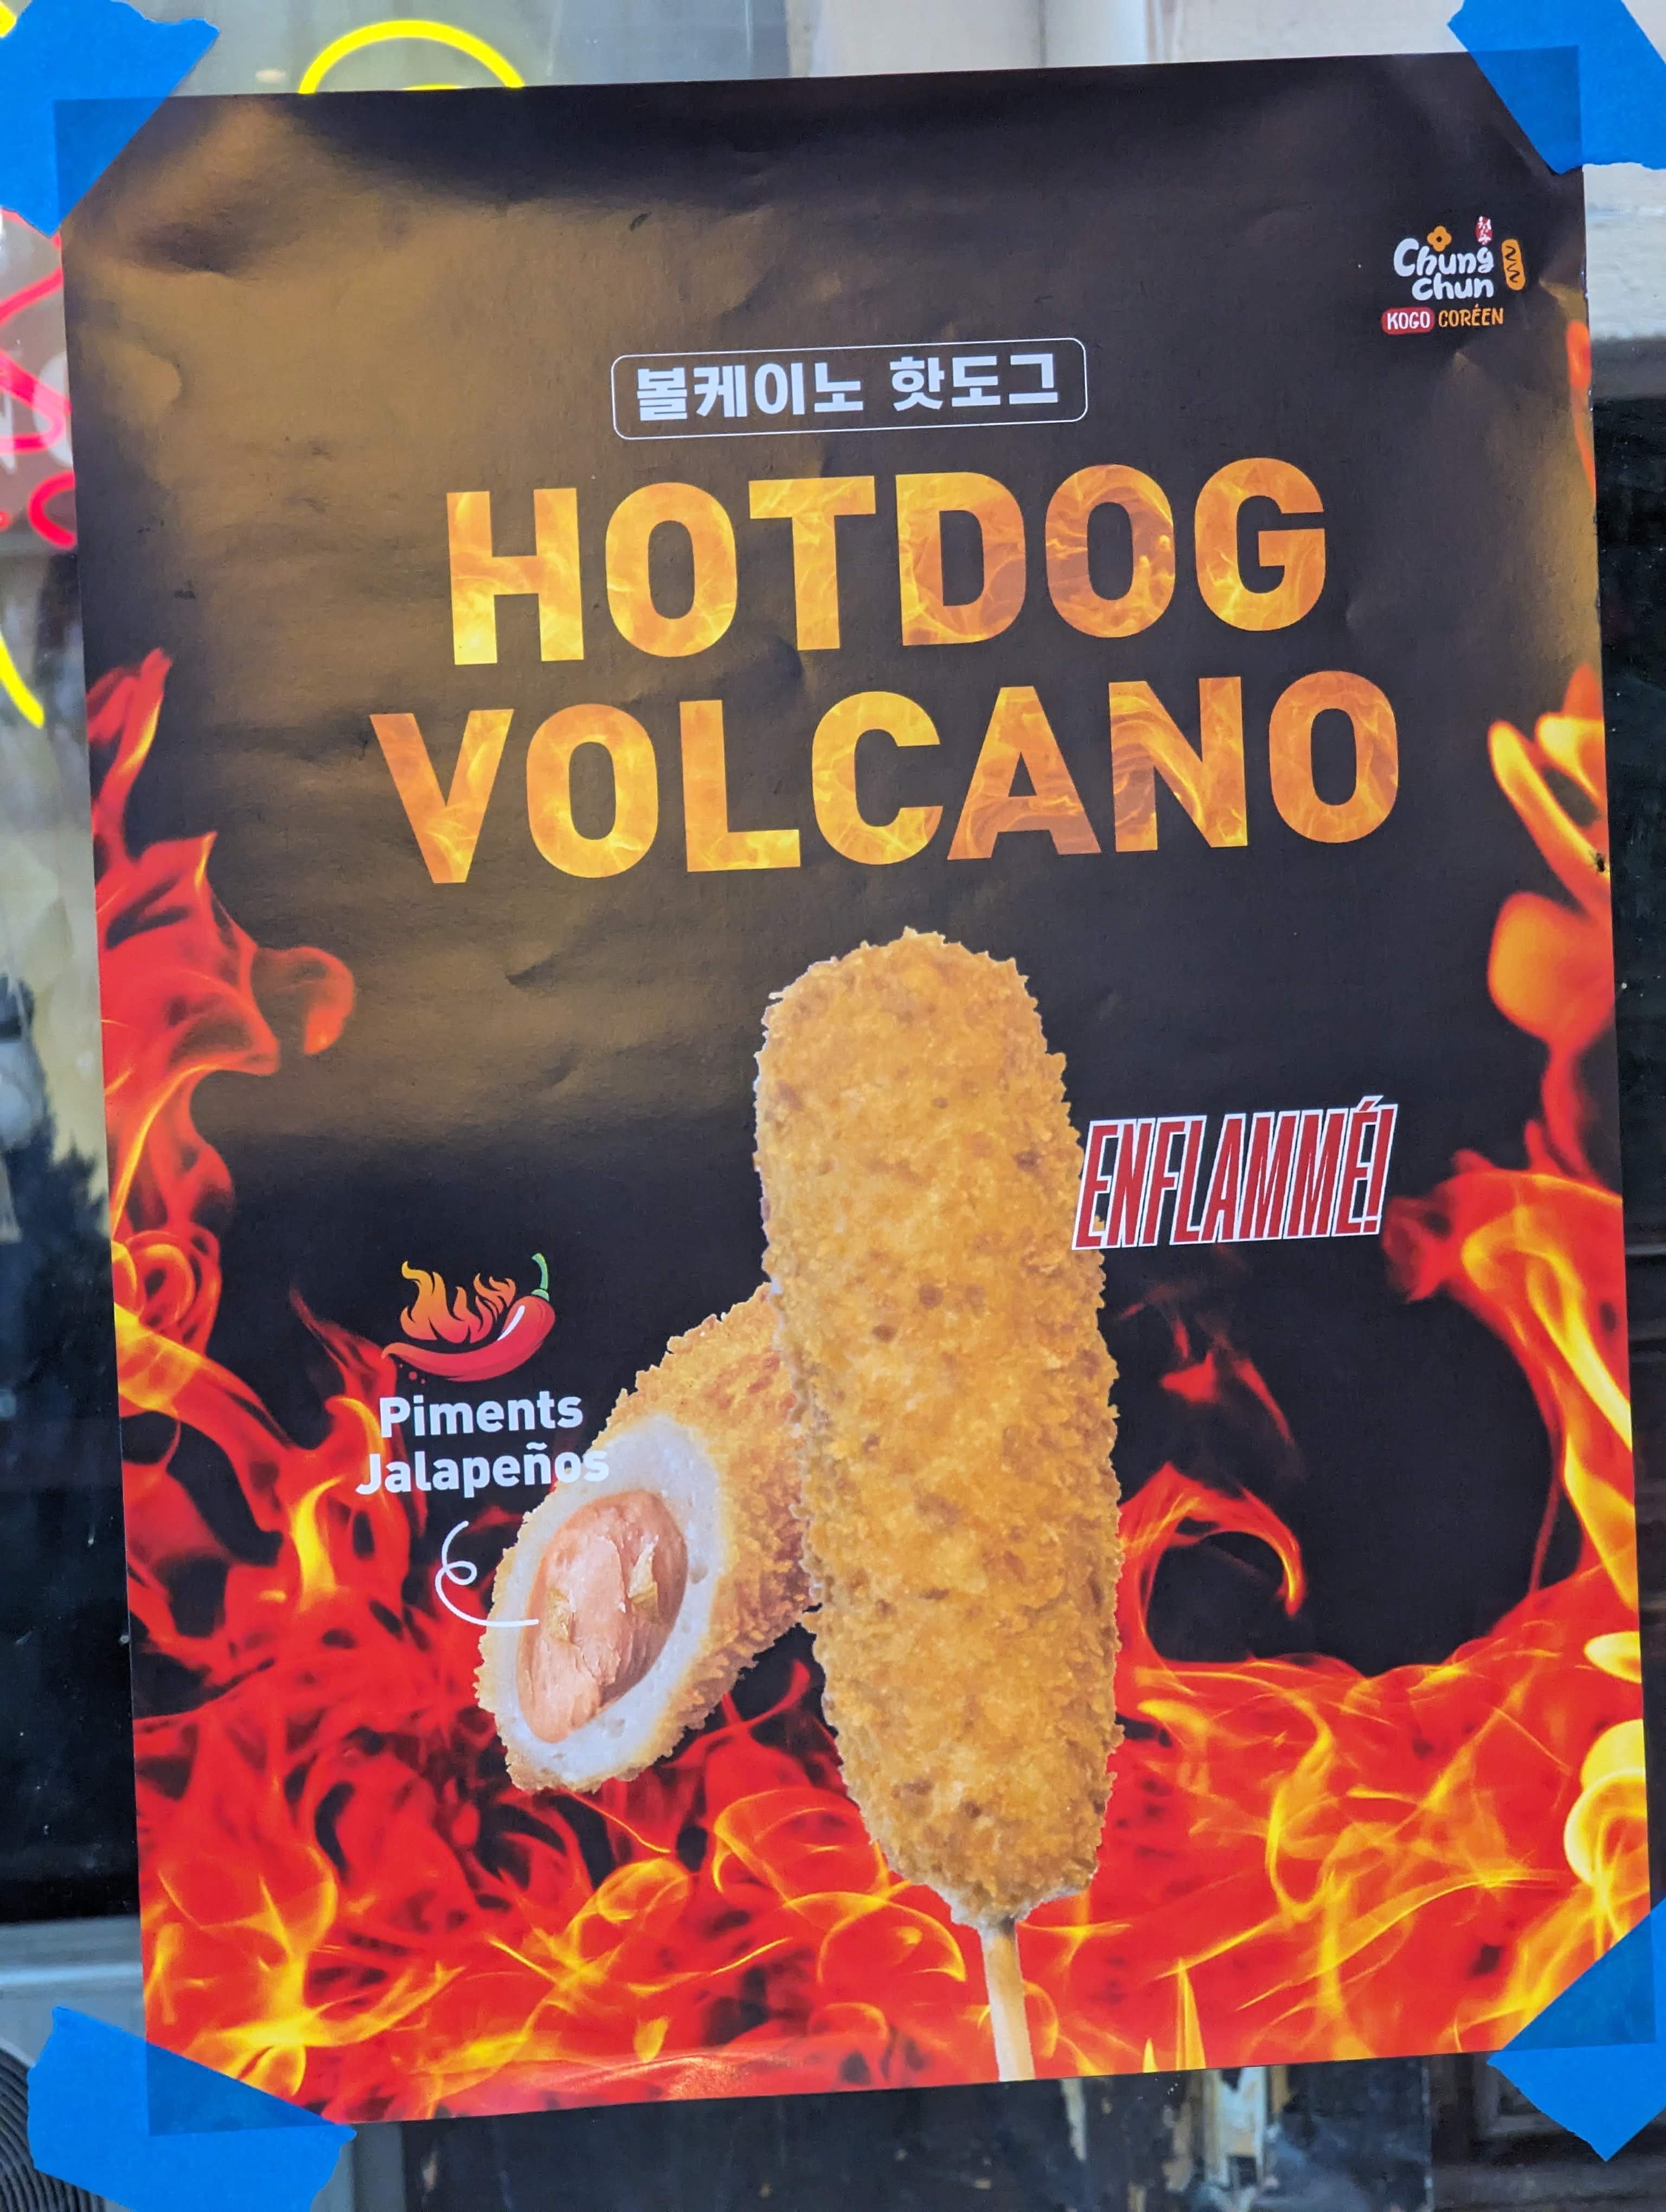 Chung
Chun
KOGO CORÉEN
볼케이노 핫도그
HOTDOG
VOLCANO
ENFLAMMÉ!
Piments
Jalapeños